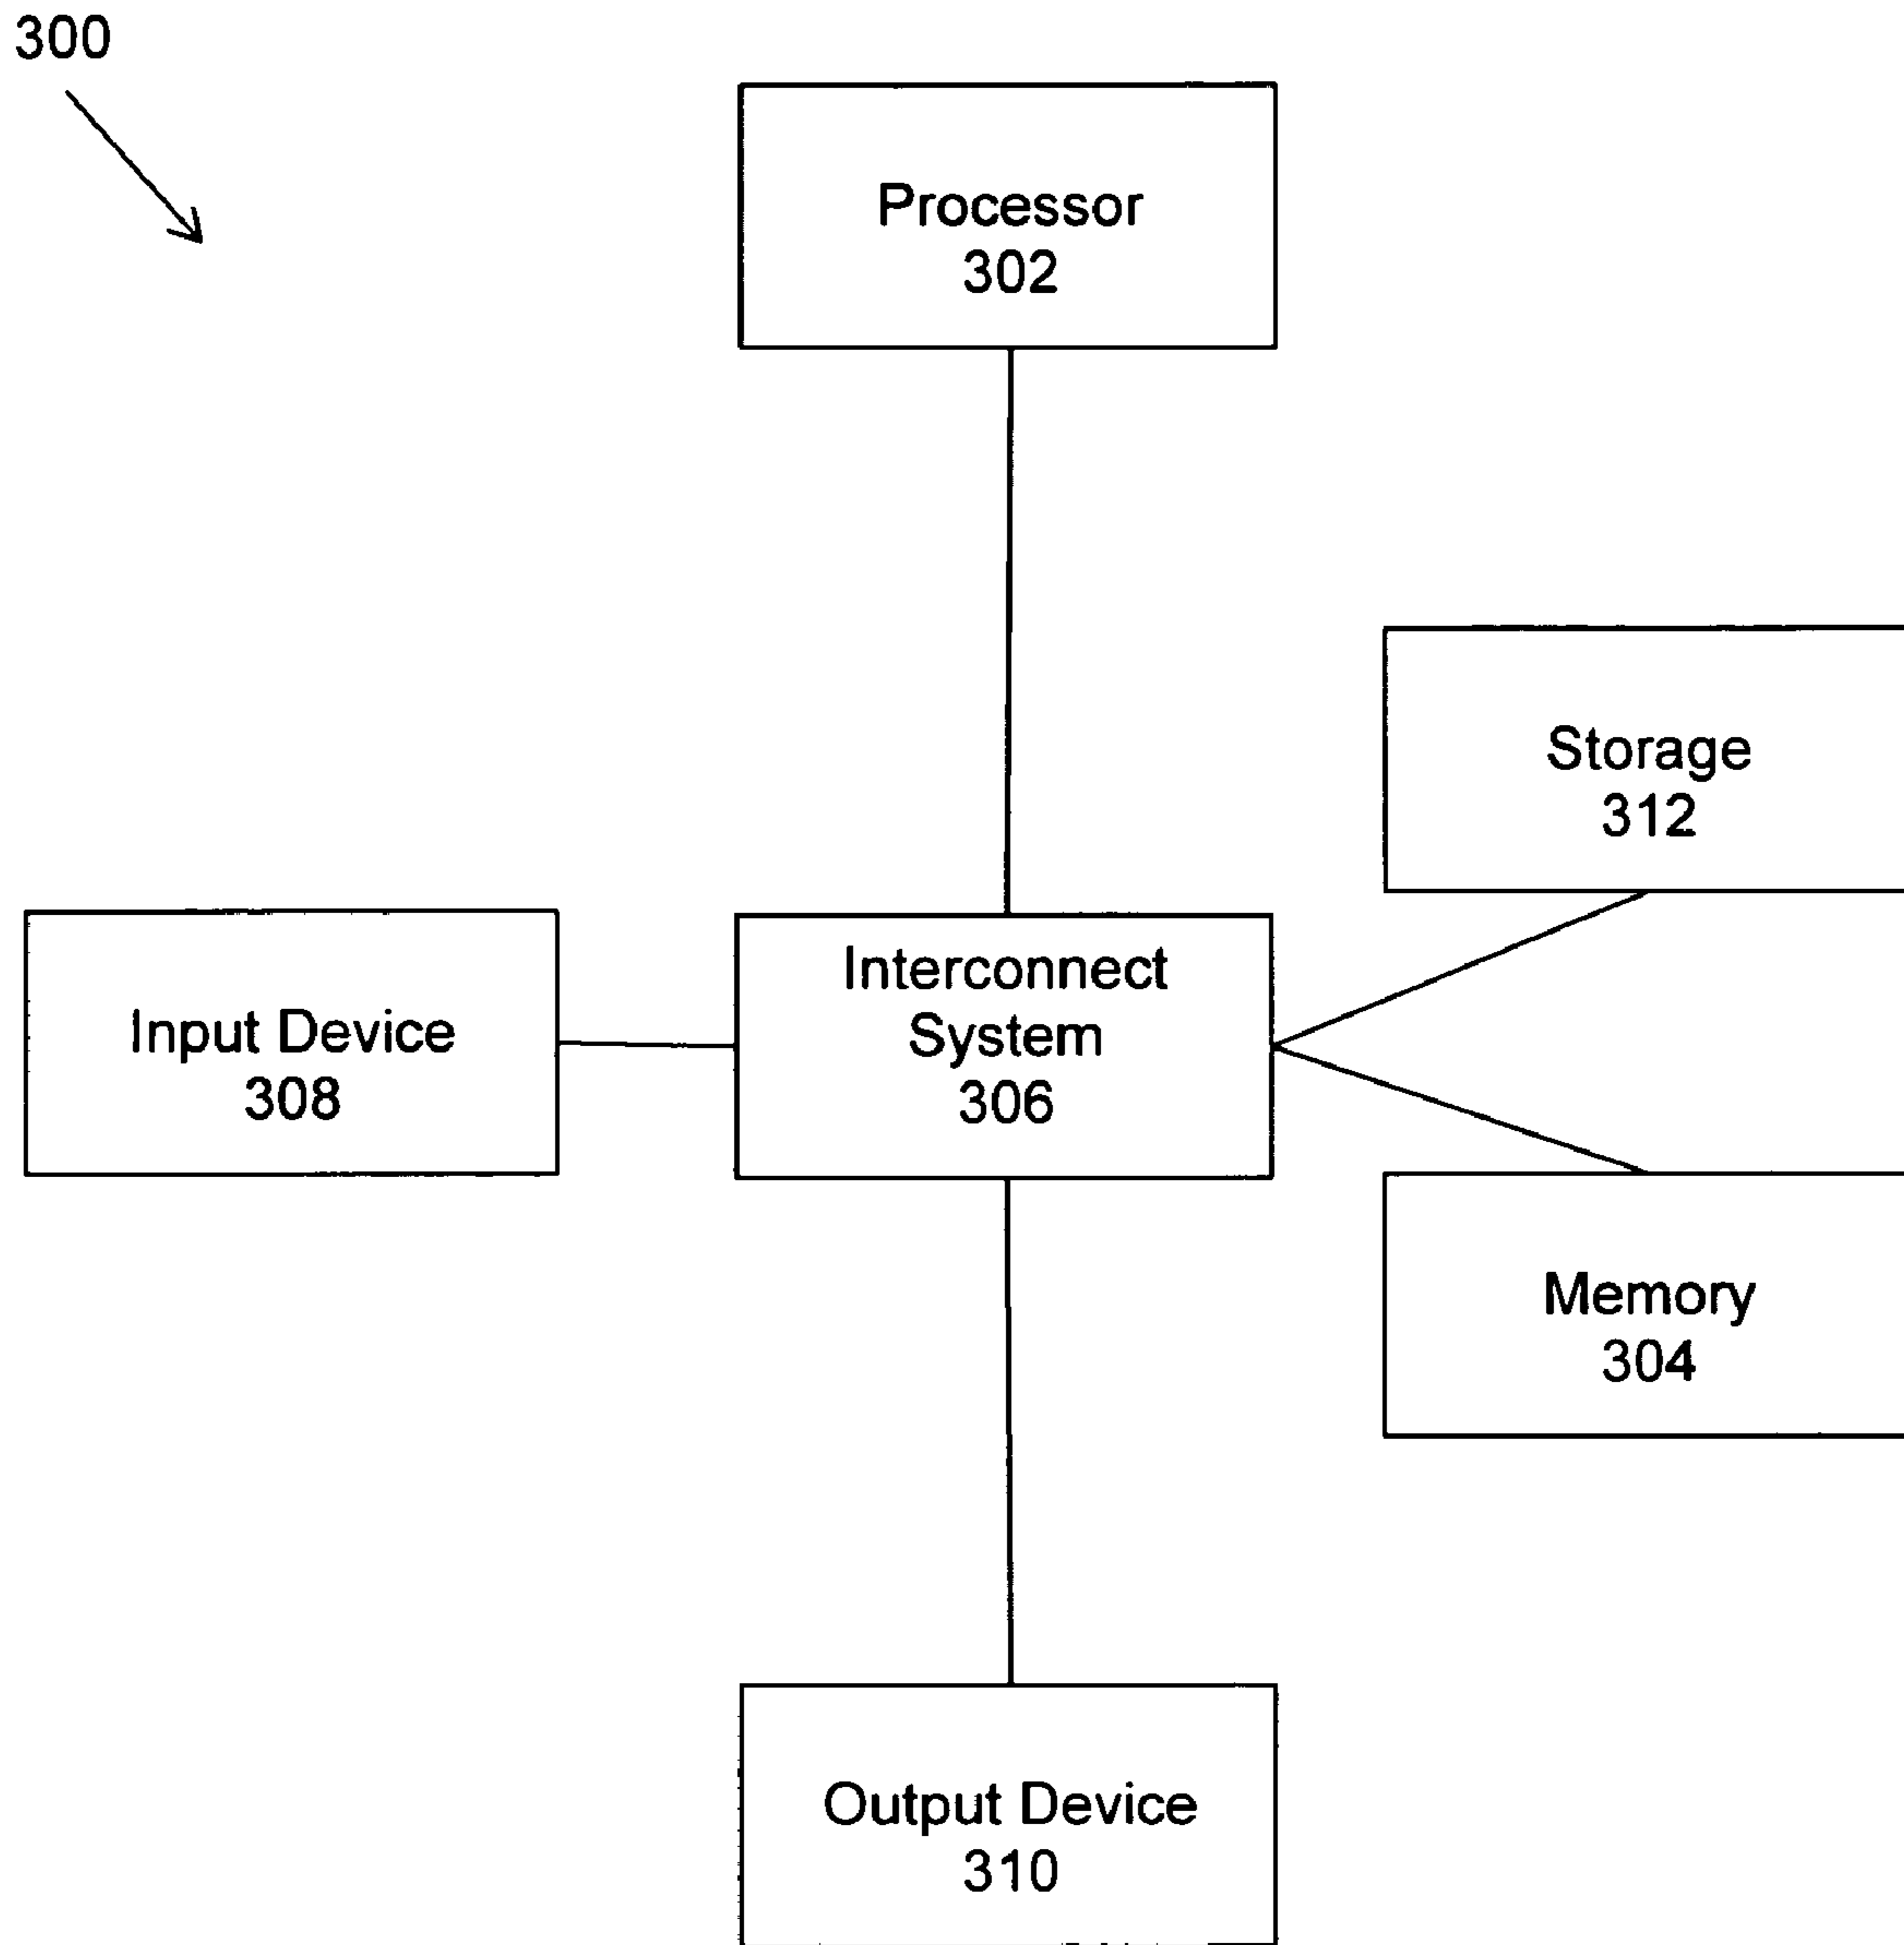 300
Processor
302
Storage
312
Interconnect
System
306
Input Device
308
Memory
304
Output Device
310